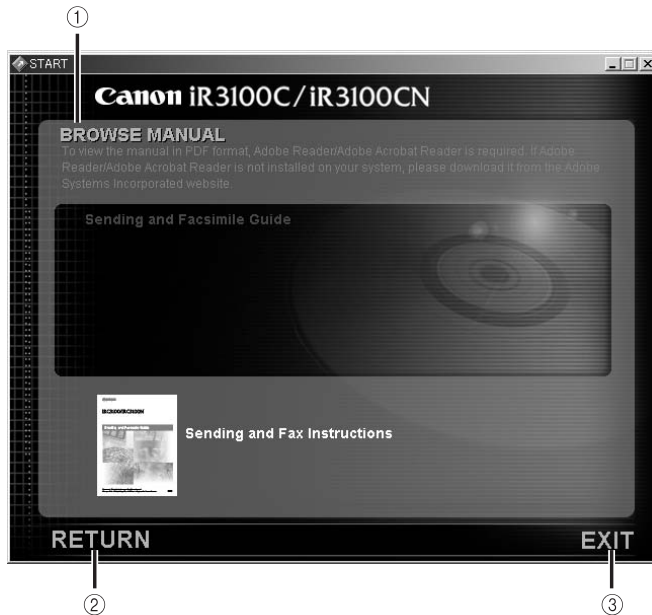 ①
START
Canon iR3100C/iR3100CN
BROWSE MANUAL
To view the manual in PDF format, Adobe Reader/Adobe Acrobat Reader is required. If Adobe
Reader/Adobe Acrobat Reader is not installed on your system, please download it from the Adobe
Systems Incorporated website.
Sending and Facsimile Guide
Sending and Fax Instructions
RETURN
EXIT
②
③